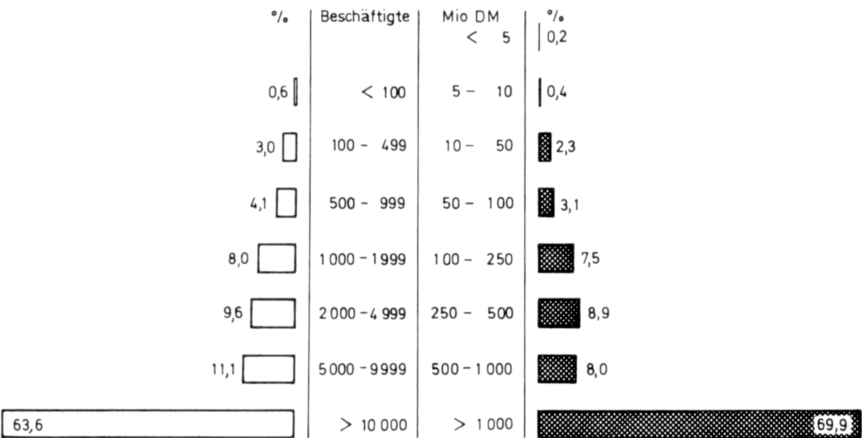 % Beschäftigte Mio DM %
< 5 0,2
0,6 < 100 5 – 10 0,4
3,0 100 – 499 10 – 50 2,3
4,1 500 – 999 50 – 100 3,1
8,0 1000 – 1999 100 – 250 7,5
9,6 2000 – 4999 250 – 500 8,9
11,1 5000 – 9999 500 – 1000 8,0
63,6 > 10 000 > 1000 69,9